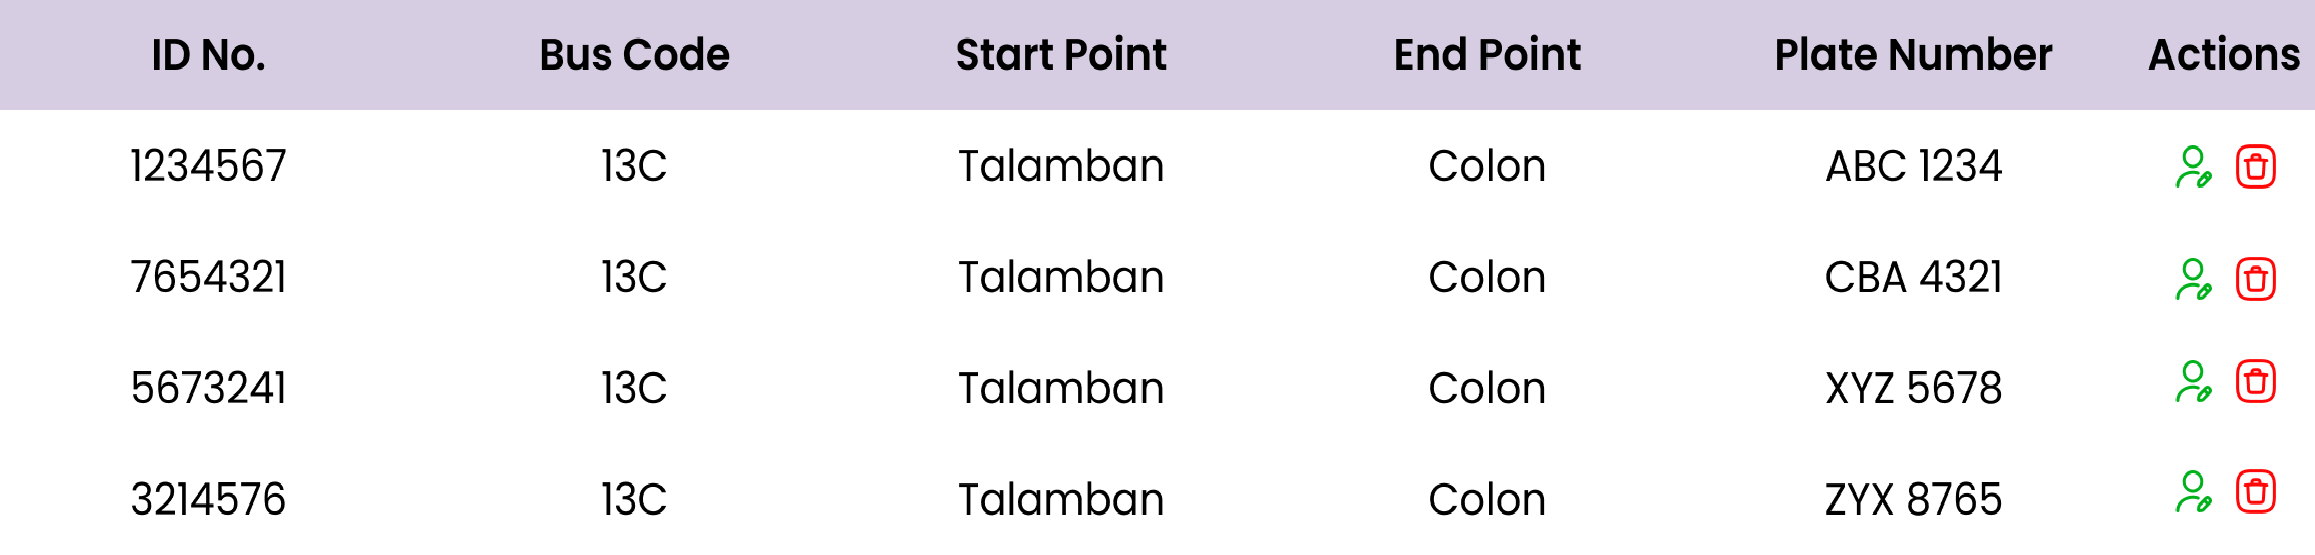 ID No. Bus Code Start Point End Point Plate Number Actions
1234567 13C Talamban Colon ABC 1234
7654321 13C Talamban Colon CBA 4321
5673241 13C Talamban Colon XYZ 5678
3214576 13C Talamban Colon ZYX 8765